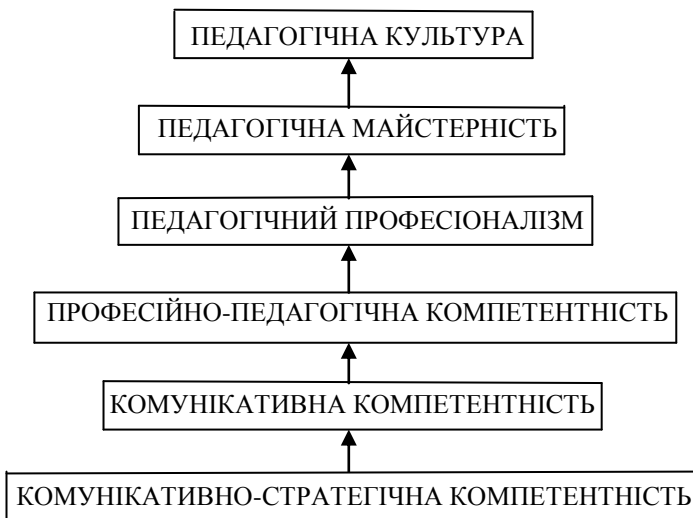 ПЕДАГОГІЧНА КУЛЬТУРА
ПЕДАГОГІЧНА МАЙСТЕРНІСТЬ
ПЕДАГОГІЧНИЙ ПРОФЕСІОНАЛІЗМ
ПРОФЕСІЙНО-ПЕДАГОГІЧНА КОМПЕТЕНТНІСТЬ
КОМУНІКАТИВНА КОМПЕТЕНТНІСТЬ
КОМУНІКАТИВНО-СТРАТЕГІЧНА КОМПЕТЕНТНІСТЬ